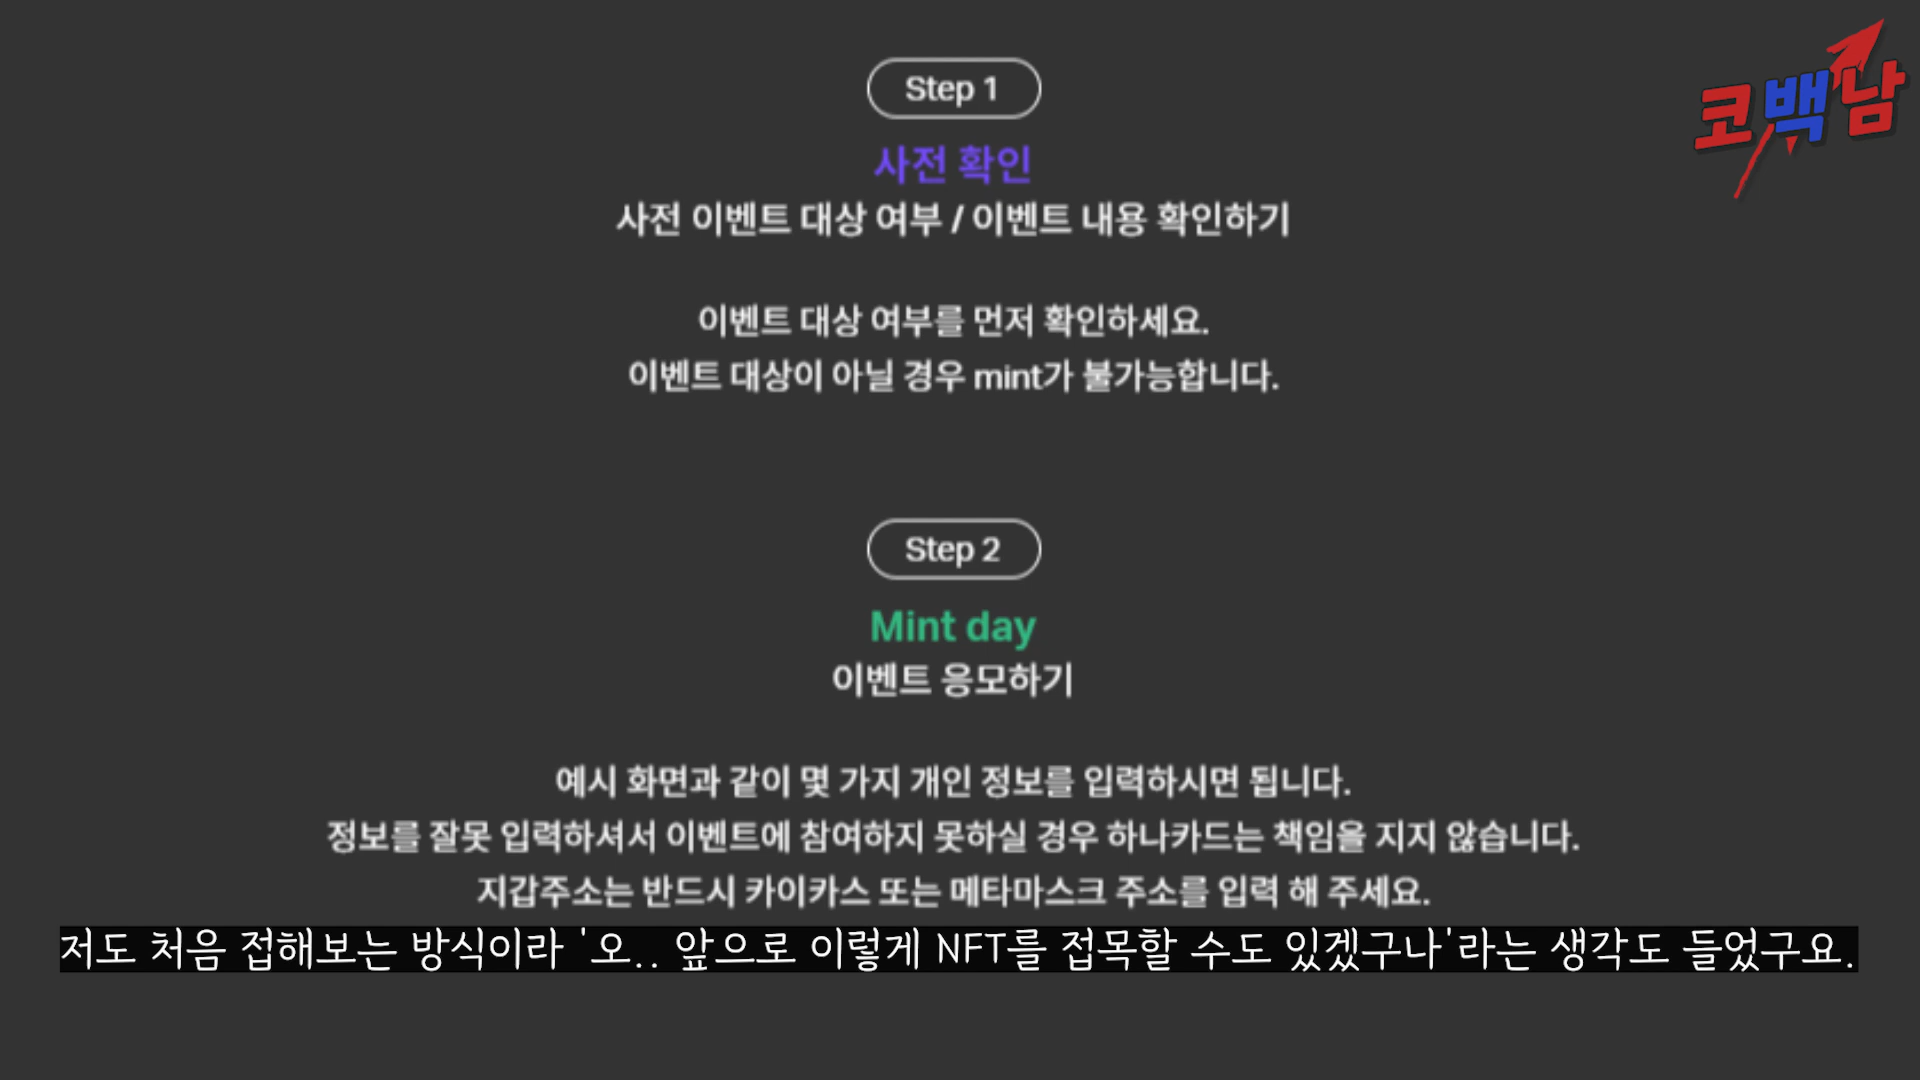 Step 1
코백남
사전 확인
사전 이벤트 대상 여부 / 이벤트 내용 확인하기
이벤트 대상 여부를 먼저 확인하세요.
이벤트 대상이 아닐 경우 mint가 불가능합니다.
Step 2
Mint day
이벤트 응모하기
예시 화면과 같이 몇 가지 개인 정보를 입력하시면 됩니다.
정보를 잘못 입력하셔서 이벤트에 참여하지 못하실 경우 하나카드는 책임을 지지 않습니다.
지갑주소는 반드시 카이카스 또는 메타마스크 주소를 입력 해 주세요.
저도 처음 접해보는 방식이라 '오.. 앞으로 이렇게 NFT를 접목할 수도 있겠구나'라는 생각도 들었구요.